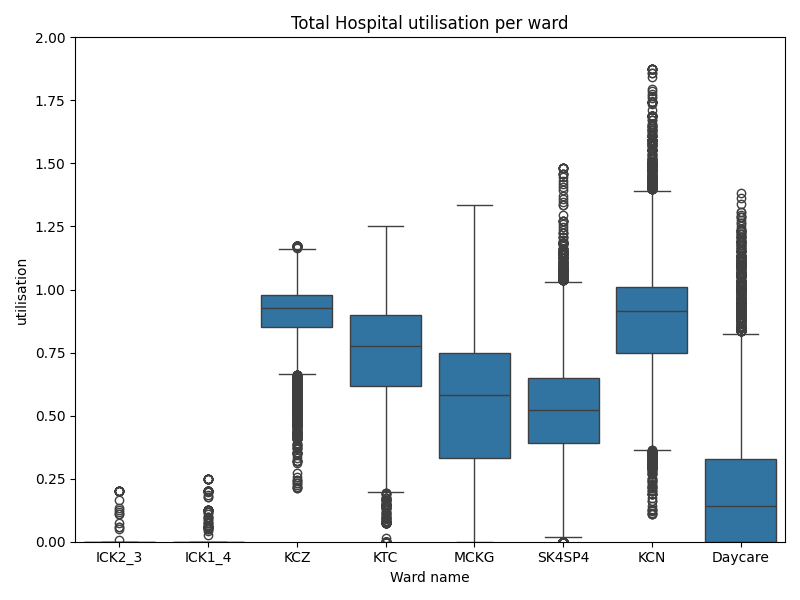 Total Hospital utilisation per ward
2.00
1.75
1.50
1.25
1.00
0.75
0.50
0.25
0.00
utilisation
ICK2_3 ICK1_4 KCZ KTC MCKG SK4SP4 KCN Daycare
Ward name